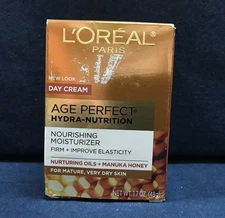 L'ORÉAL
PARIS
NEW LOOK
DAY CREAM
AGE PERFECT®
HYDRA-NUTRITION
NOURISHING
MOISTURIZER
FIRM + IMPROVE ELASTICITY
NURTURING OILS + MANUKA HONEY
FOR MATURE, VERY DRY SKIN
NET WT. 1.7 OZ. (48g)